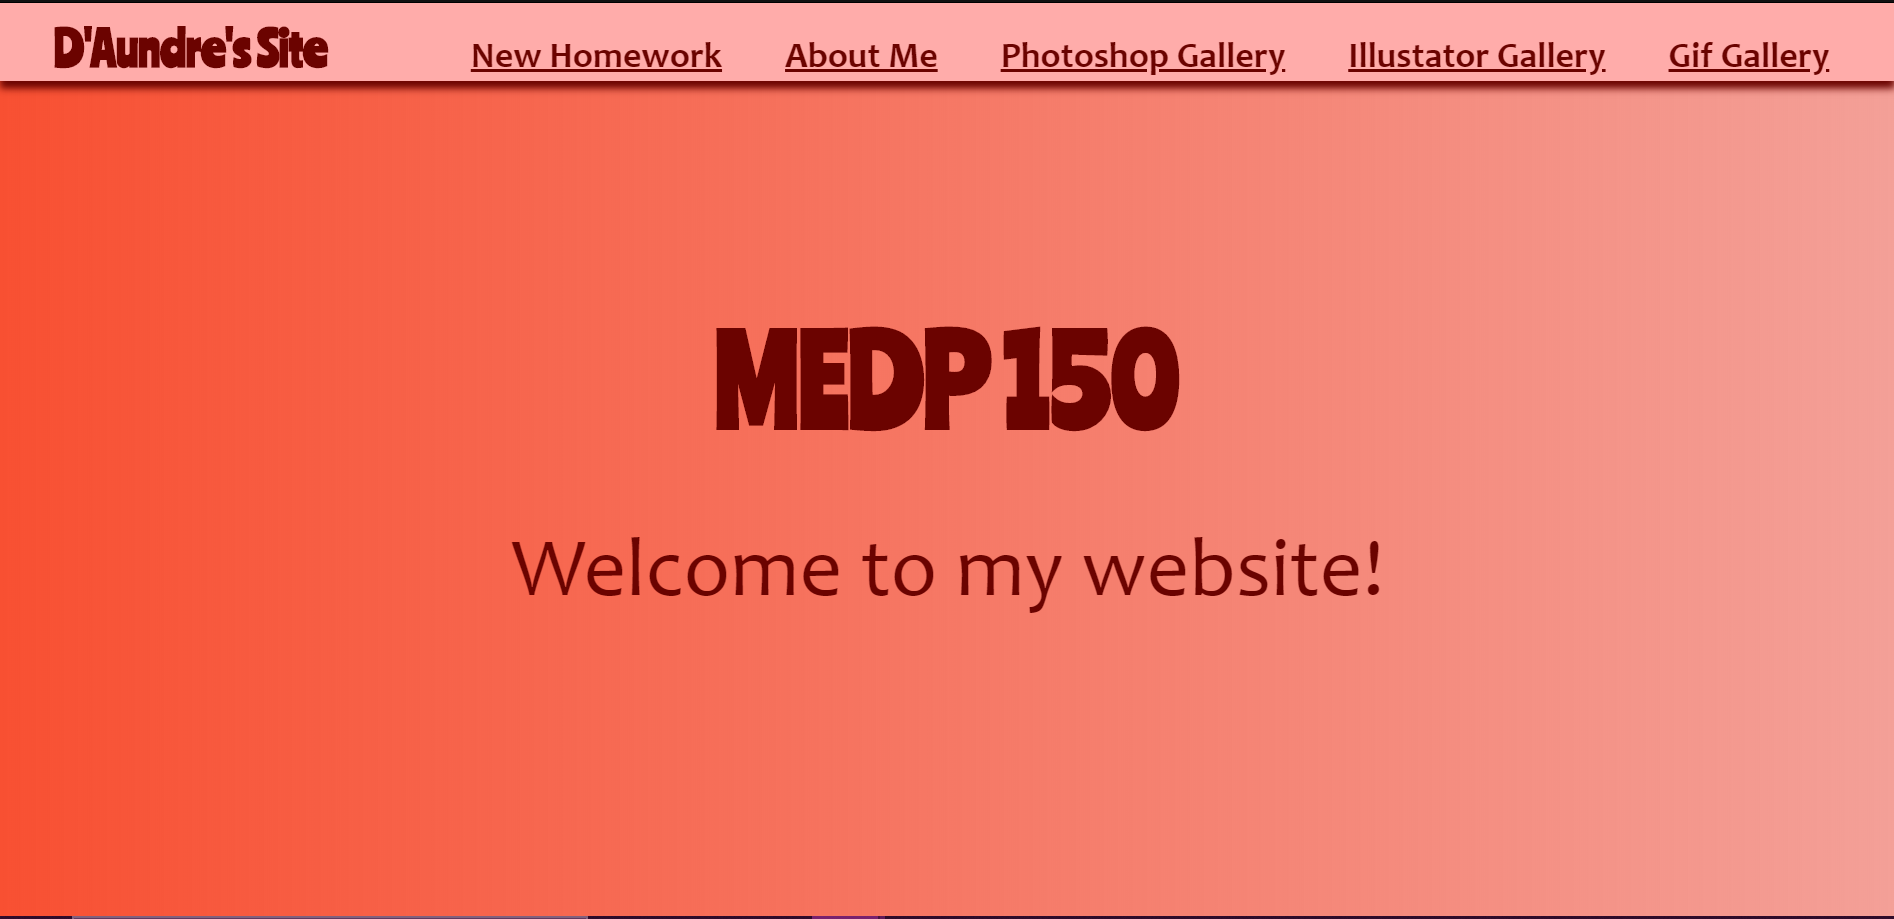 D'Aundre's Site New Homework About Me Photoshop Gallery Illustator Gallery Gif Gallery
MEDP 150
Welcome to my website!